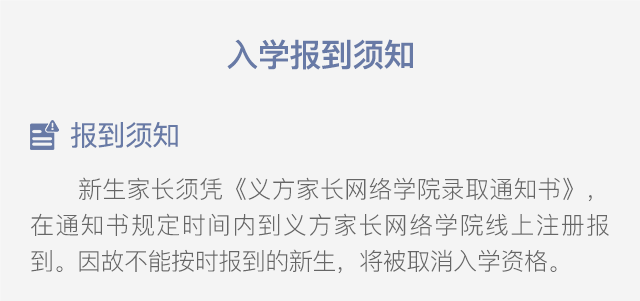 入学报到须知
报到须知
新生家长须凭《义方家长网络学院录取通知书》，
在通知书规定时间内到义方家长网络学院线上注册报
到。因故不能按时报到的新生，将被取消入学资格。